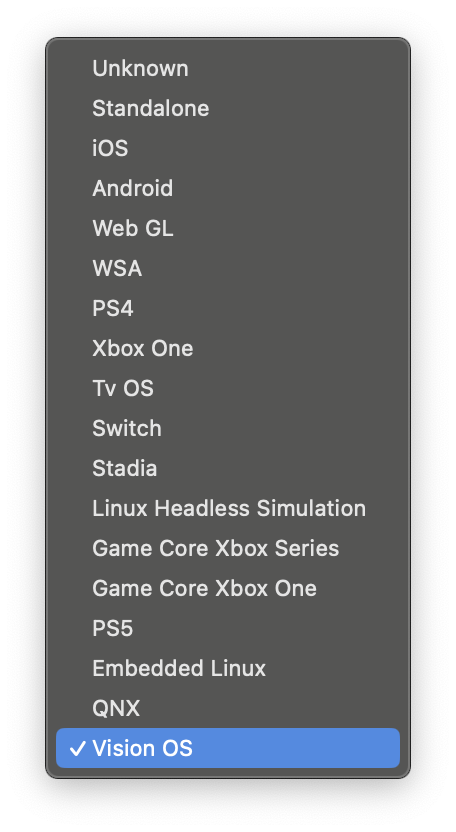 Unknown
Standalone
iOS
Android
Web GL
WSA
PS4
Xbox One
Tv OS
Switch
Stadia
Linux Headless Simulation
Game Core Xbox Series
Game Core Xbox One
PS5
Embedded Linux
QNX
✓ Vision OS